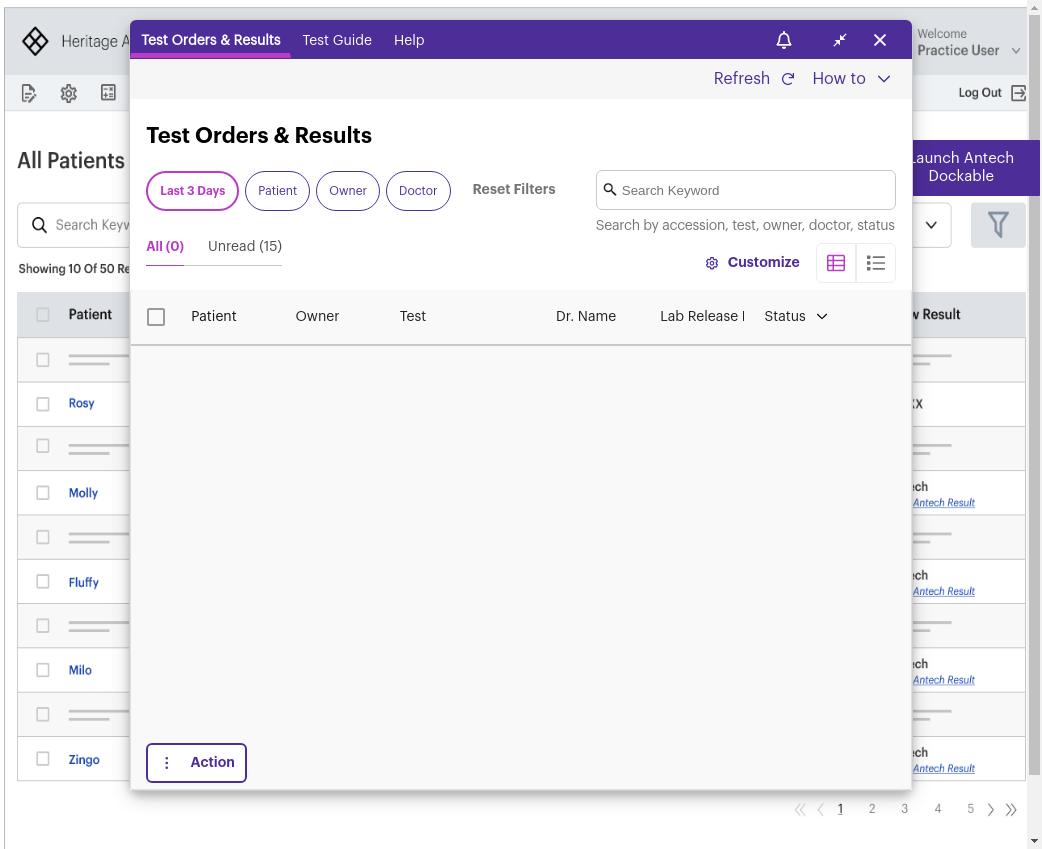 Heritage A
Test Orders & Results
Test Guide
Help
Welcome
Practice User
Refresh
How to
Log Out
Test Orders & Results
All Patients
Launch Antech
Dockable
Last 3 Days
Patient
Owner
Doctor
Reset Filters
Search Keyword
Search by accession, test, owner, doctor, status
Search Keyw
All (0)
Unread (15)
Customize
Showing 10 Of 50 Re
Patient
Patient
Owner
Test
Dr. Name
Lab Release
Status
w Result
Rosy
XX
Molly
ech
Antech Result
Fluffy
ech
Antech Result
Milo
ech
Antech Result
Zingo
ech
Antech Result
Action
1 2 3 4 5